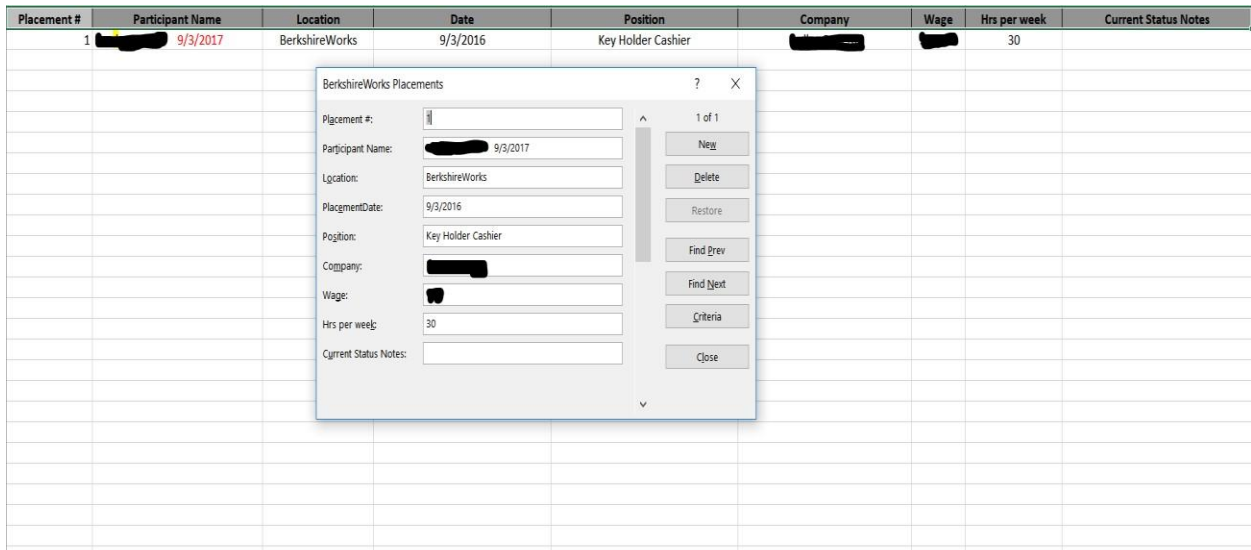 Placement # Participant Name Location Date Position Company Wage Hrs per week Current Status Notes
1 9/3/2017 BerkshireWorks 9/3/2016 Key Holder Cashier 30
BerkshireWorks Placements ? X
Placement #: 1 1 of 1
New
Participant Name: 9/3/2017
Location: BerkshireWorks Delete
PlacementDate: 9/3/2016 Restore
Position: Key Holder Cashier
Find Prev
Company:
Find Next
Wage:
Criteria
Hrs per week: 30
Current Status Notes: Close